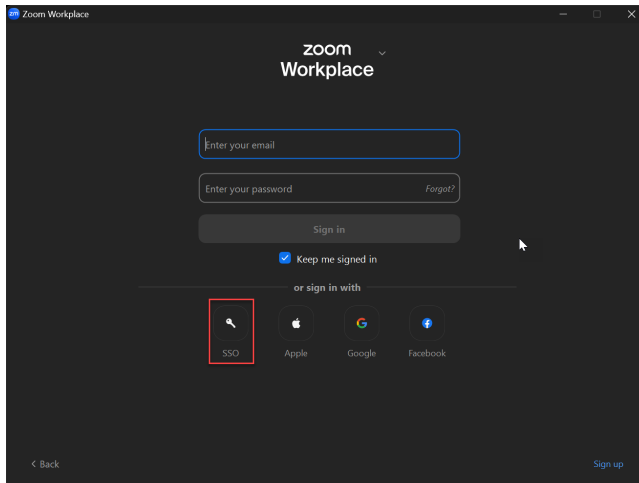 zm Zoom Workplace
zoom
Workplace
Enter your email
Enter your password Forgot?
Sign in
Keep me signed in
or sign in with
SSO Apple Google Facebook
< Back Sign up